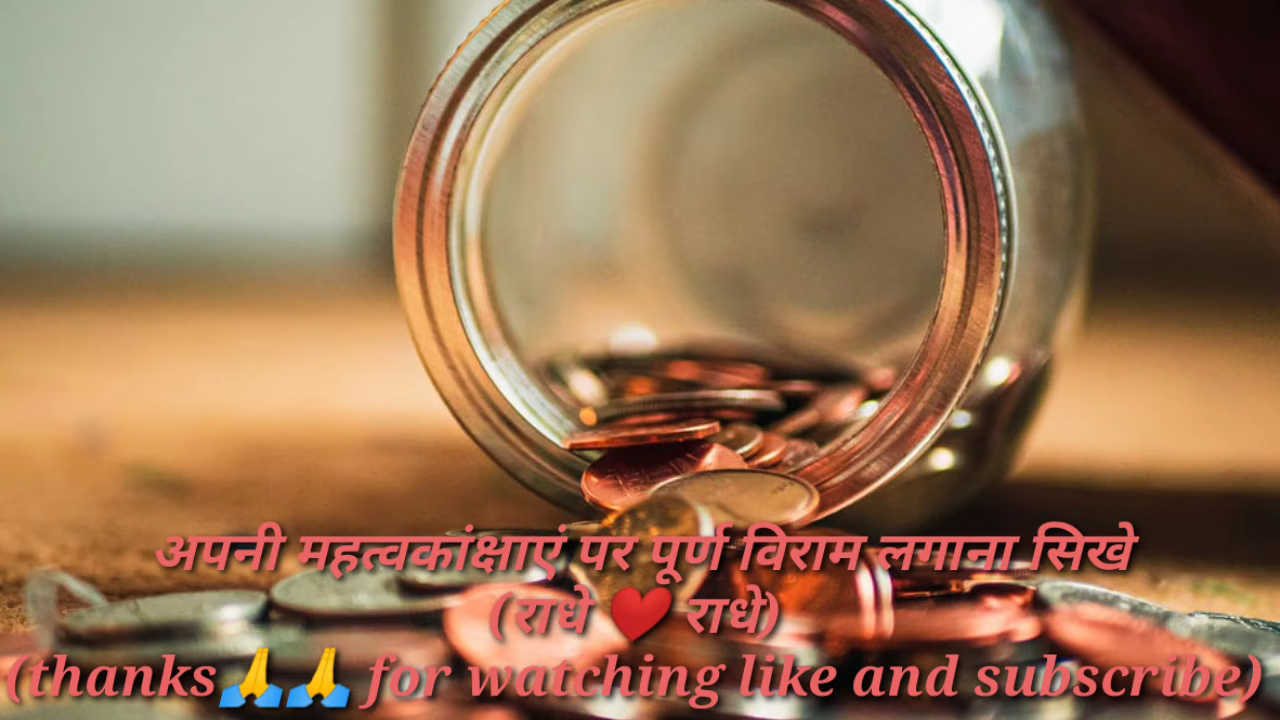 अपनी महत्वकांक्षाएं पर पूर्ण विराम लगाना सिखे
(राधे ❤️ राधे)
(thanks🙏🙏 for watching like and subscribe)